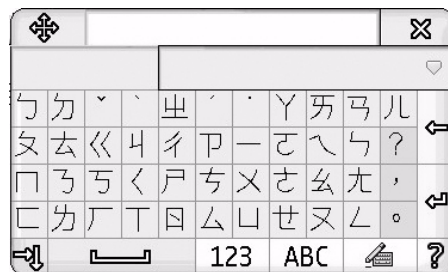 ㄅ ㄉ ˇ ˋ ㄓ ˊ ˙ ㄚ ㄞ ㄢ ㄦ
ㄆ ㄊ ㄍ ㄐ ㄔ ㄗ ㄧ ㄛ ㄟ ㄣ ?
ㄇ ㄋ ㄎ ㄑ ㄕ ㄘ ㄨ ㄜ ㄠ ㄤ ，
ㄈ ㄌ ㄏ ㄒ ㄖ ㄙ ㄩ ㄝ ㄡ ㄥ 。
123 ABC ?